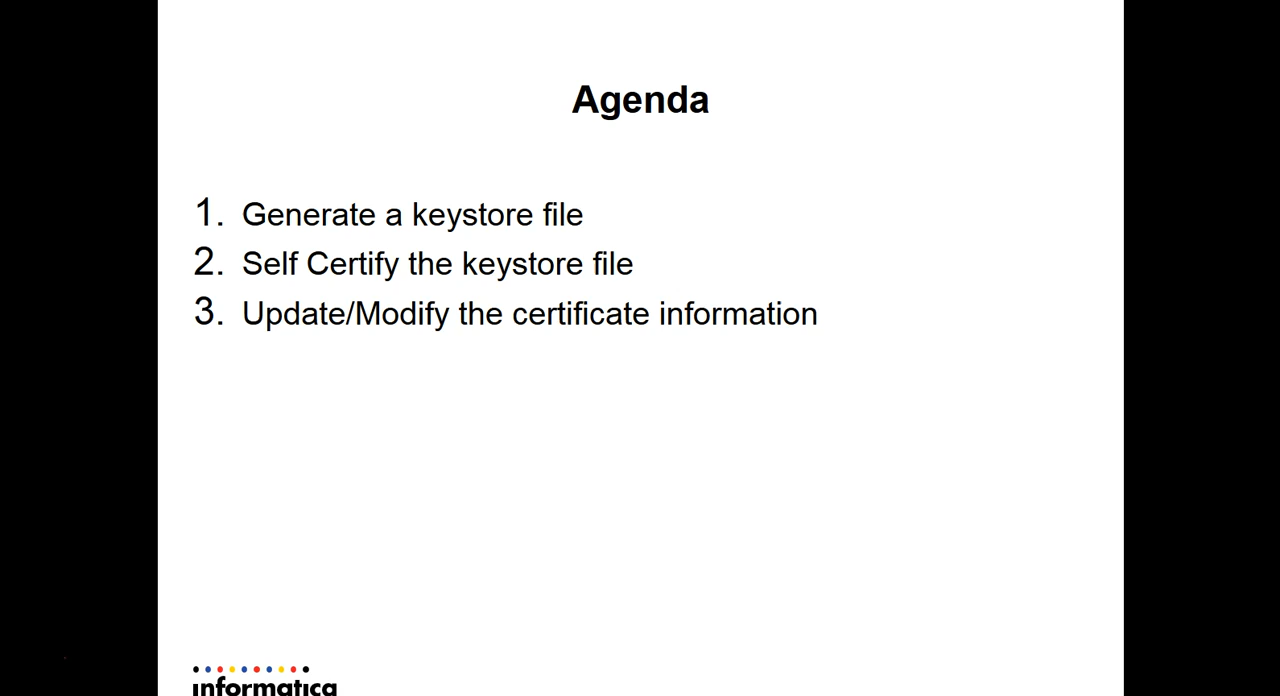 Agenda
1. Generate a keystore file
2. Self Certify the keystore file
3. Update/Modify the certificate information
informatica